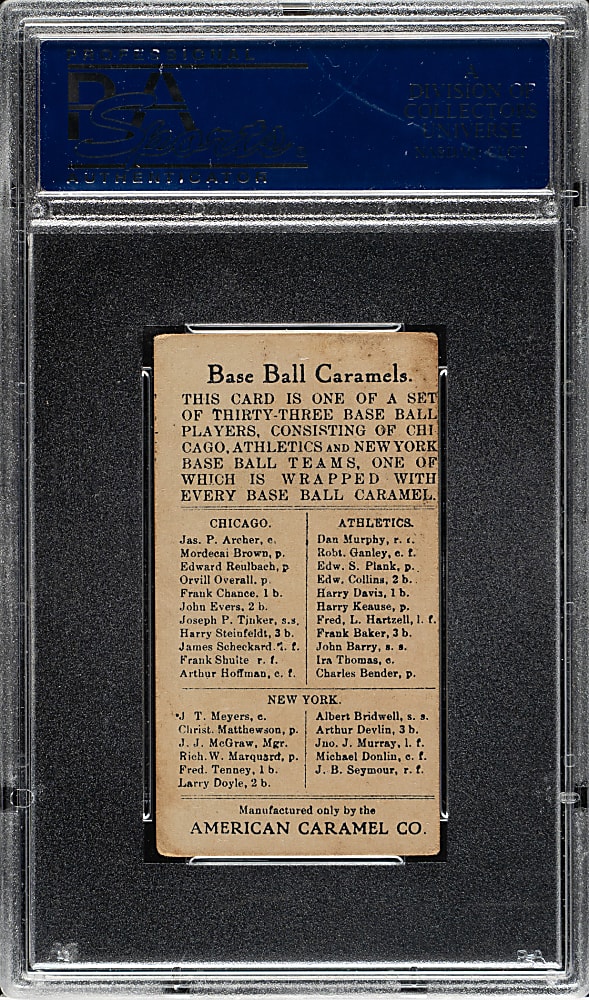 PROFESSIONAL
PSA
AUTHENTICATOR
A
DIVISION OF
COLLECTORS
UNIVERSE
NASDAQ: CLCT
Base Ball Caramels.
THIS CARD IS ONE OF A SET
OF THIRTY-THREE BASE BALL
PLAYERS, CONSISTING OF CHI
CAGO, ATHLETICS AND NEW YORK
BASE BALL TEAMS, ONE OF
WHICH IS WRAPPED WITH
EVERY BASE BALL CARAMEL.
CHICAGO.
Jas. P. Archer, c.
Mordecai Brown, p.
Edward Reulbach, p
Orvill Overall, p.
Frank Chance, 1 b.
John Evers, 2 b.
Joseph P. Tinker, s.s.
Harry Steinfeldt, 3 b.
James Scheckard. l. f.
Frank Shulte r. f.
Arthur Hoffman, c. f.
ATHLETICS.
Dan Murphy, r. f.
Robt. Ganley, c. f.
Edw. S. Plank, p.
Edw. Collins, 2 b.
Harry Davis, 1 b.
Harry Keause, p.
Fred, L. Hartzell, l. f.
Frank Baker, 3 b.
John Barry, s. s.
Ira Thomas, c.
Charles Bender, p.
NEW YORK.
J T. Meyers, c.
Christ. Matthewson, p.
J. J. McGraw, Mgr.
Rich. W. Marquard, p.
Fred. Tenney, 1 b.
Larry Doyle, 2 b.
Albert Bridwell, s. s.
Arthur Devlin, 3 b.
Jno. J. Murray, l. f.
Michael Donlin, c. f.
J. B. Seymour, r. f.
Manufactured only by the
AMERICAN CARAMEL CO.
PSA